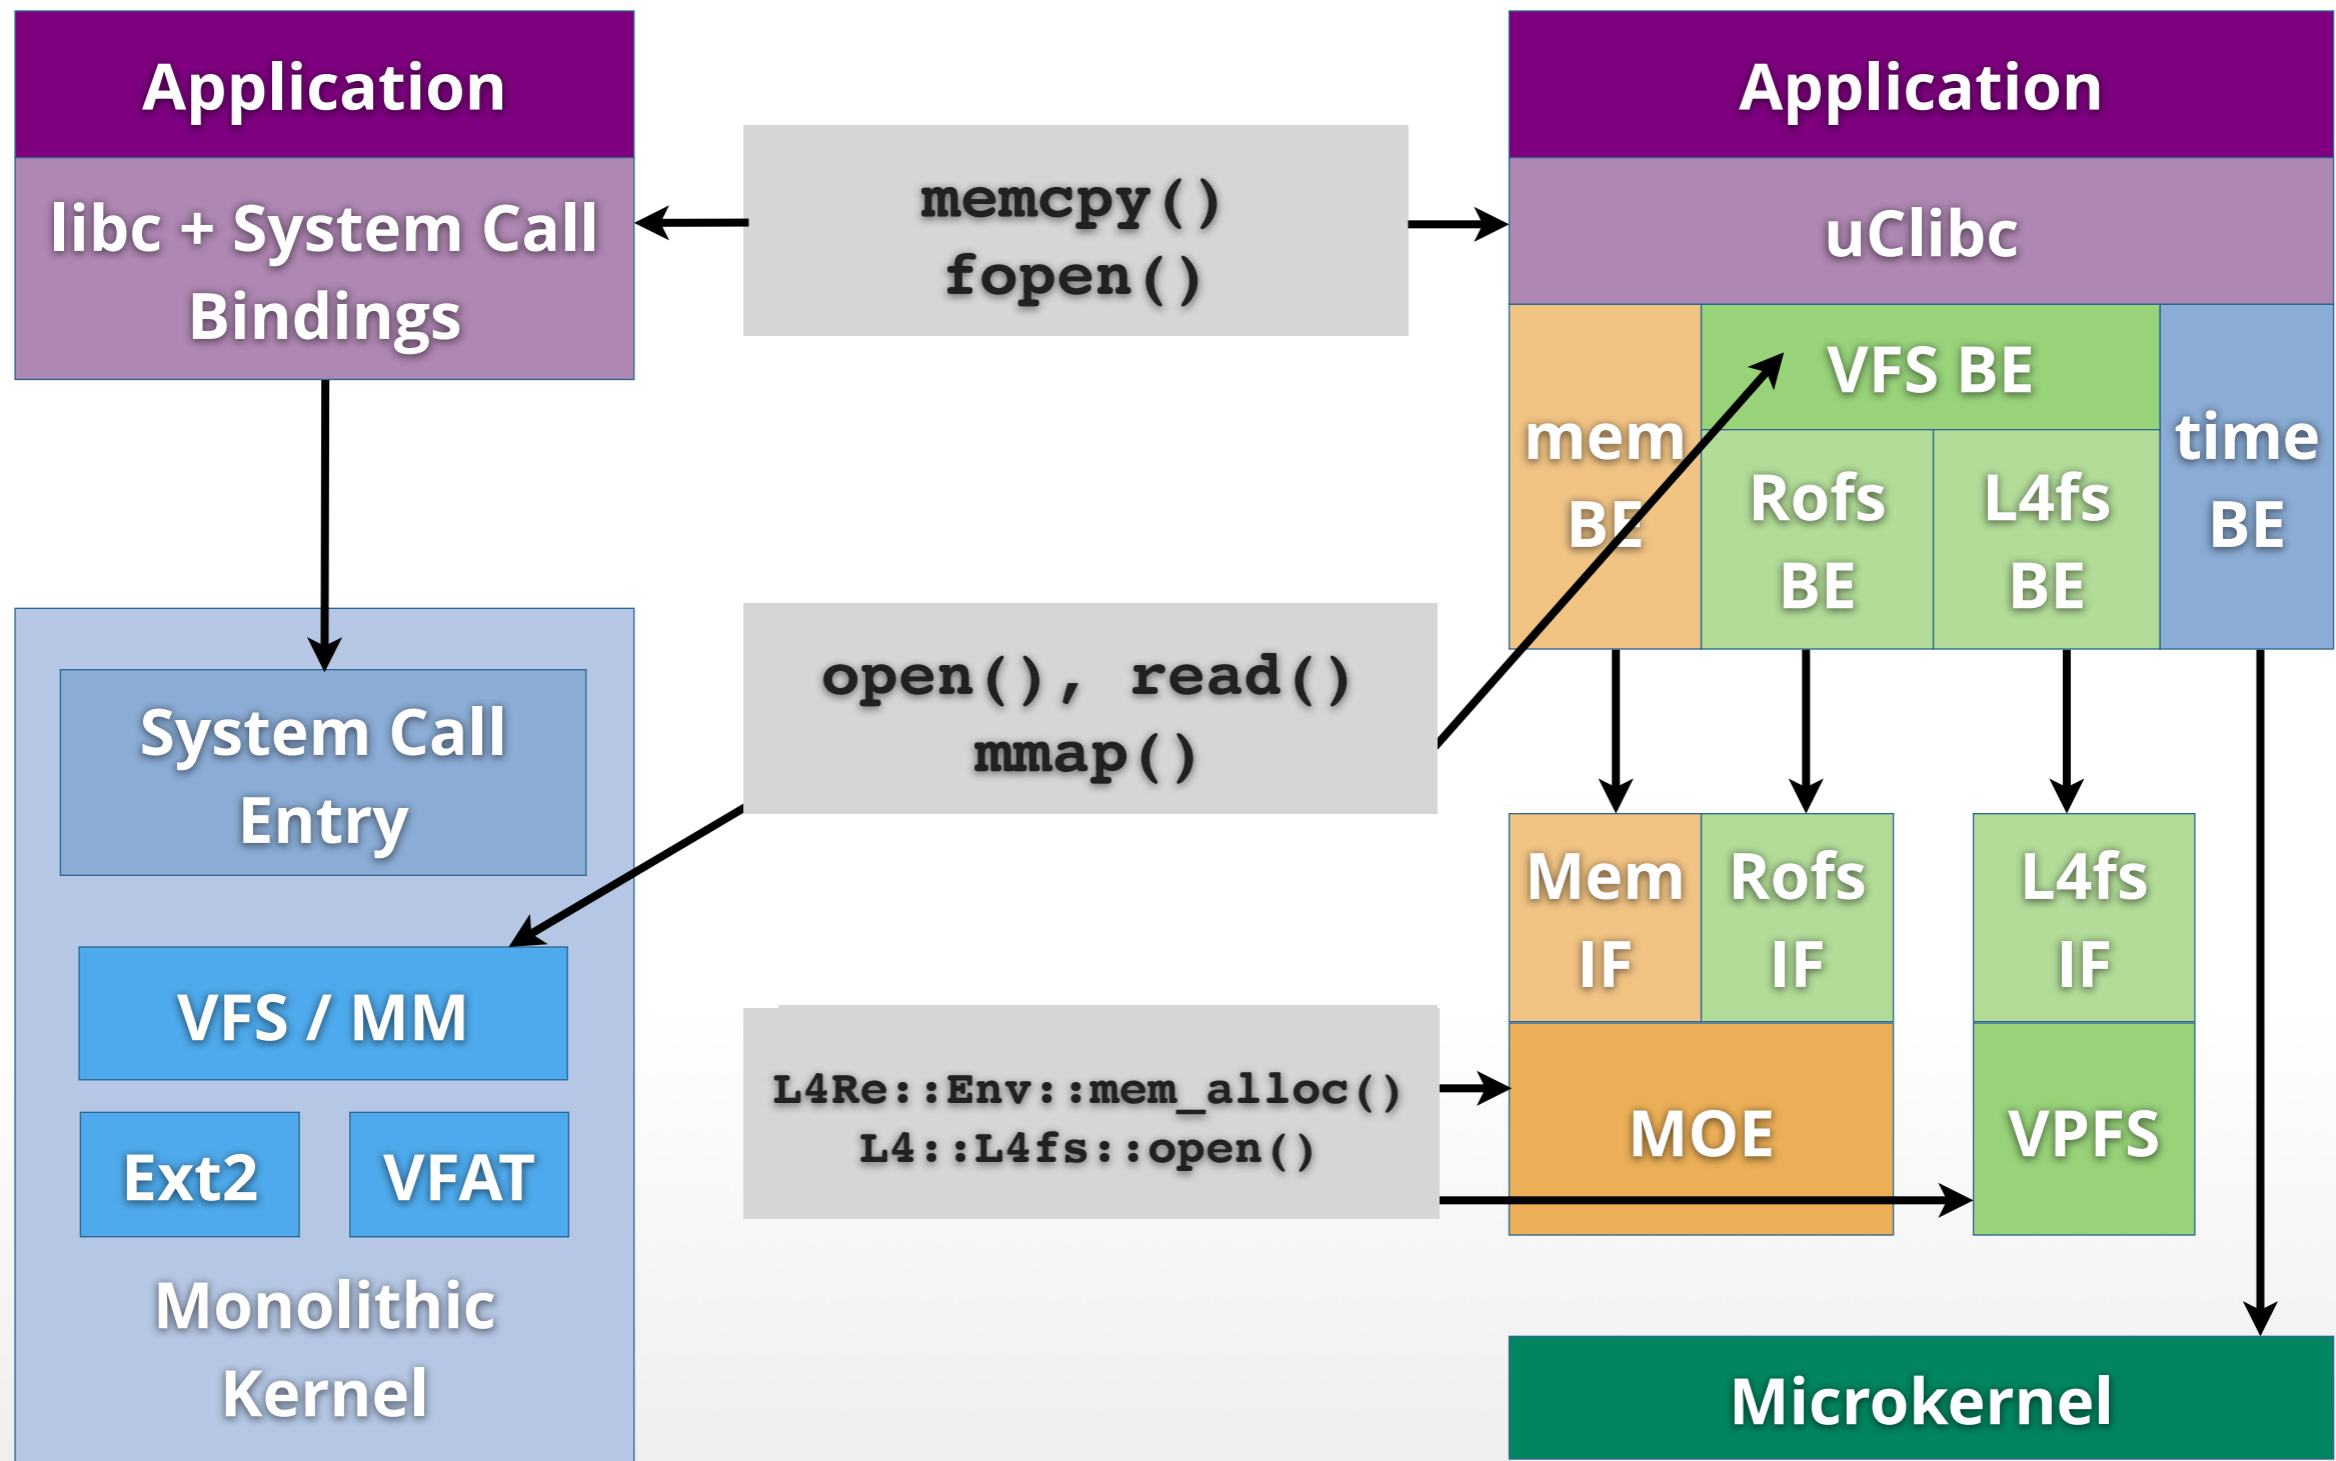 Application
libc + System Call
Bindings
System Call
Entry
VFS / MM
Ext2
VFAT
Monolithic
Kernel
memcpy()
fopen()
open(), read()
mmap()
L4Re::Env::mem_alloc()
L4::L4fs::open()
Application
uClibc
mem
BE
VFS BE
Rofs
BE
L4fs
BE
time
BE
Mem
IF
Rofs
IF
L4fs
IF
MOE
VPFS
Microkernel